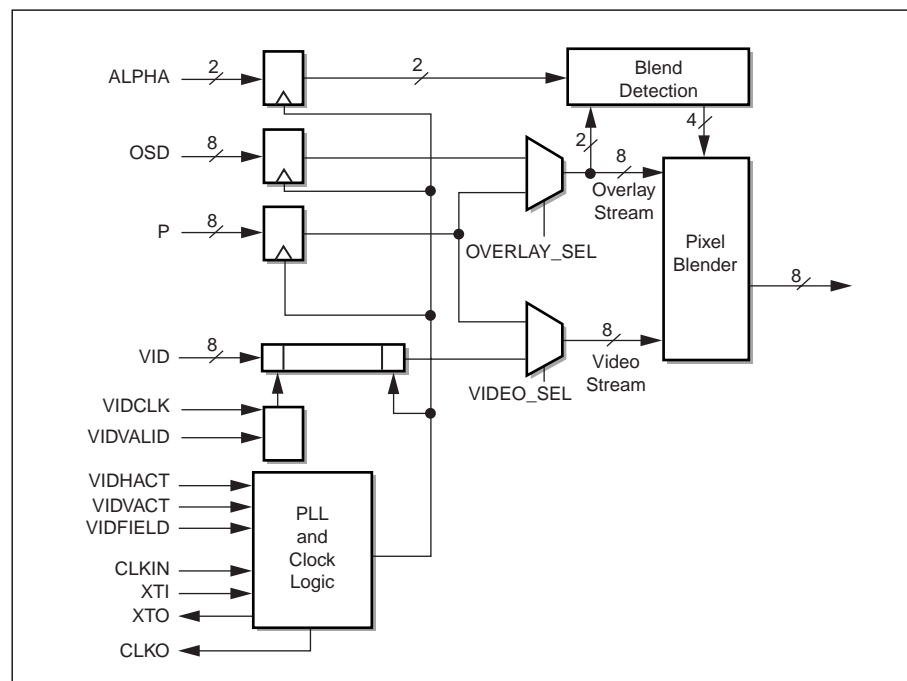 ALPHA
2
2
Blend
Detection
OSD
8
2
4
8
Overlay
Stream
P
8
OVERLAY_SEL
Pixel
Blender
8
VID
8
8
Video
Stream
VIDEO_SEL
VIDCLK
VIDVALID
VIDHACT
VIDVACT
VIDFIELD
CLKIN
XTI
XTO
CLKO
PLL
and
Clock
Logic